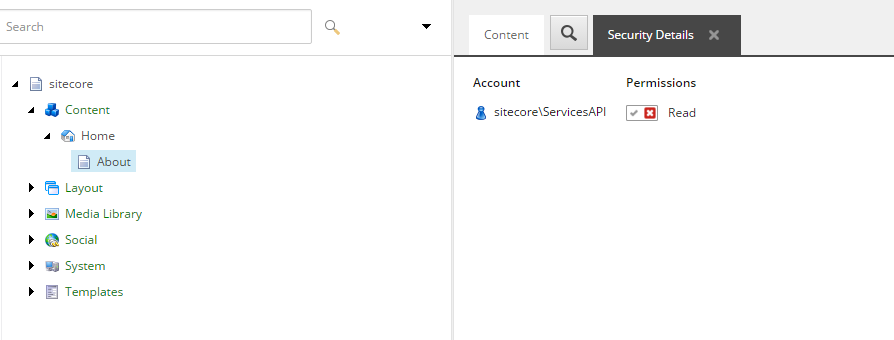 Search
sitecore
Content
Home
About
Layout
Media Library
Social
System
Templates
Content
Security Details
Account
Permissions
sitecore\ServicesAPI
Read